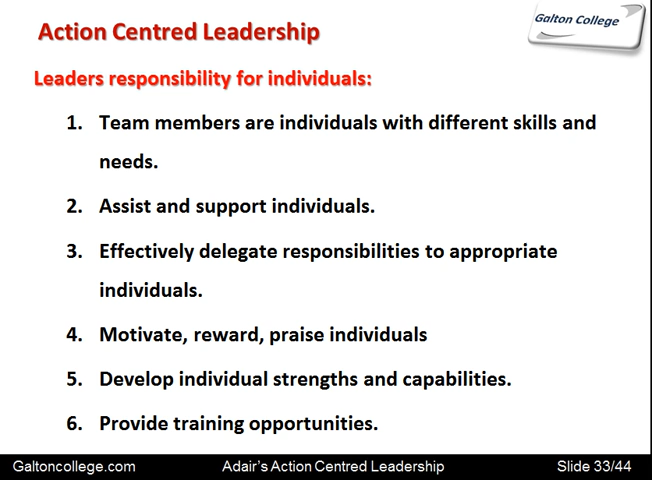 Action Centred Leadership
Galton College
Leaders responsibility for individuals:
1. Team members are individuals with different skills and
needs.
2. Assist and support individuals.
3. Effectively delegate responsibilities to appropriate
individuals.
4. Motivate, reward, praise individuals
5. Develop individual strengths and capabilities.
6. Provide training opportunities.
Galtoncollege.com Adair's Action Centred Leadership Slide 33/44